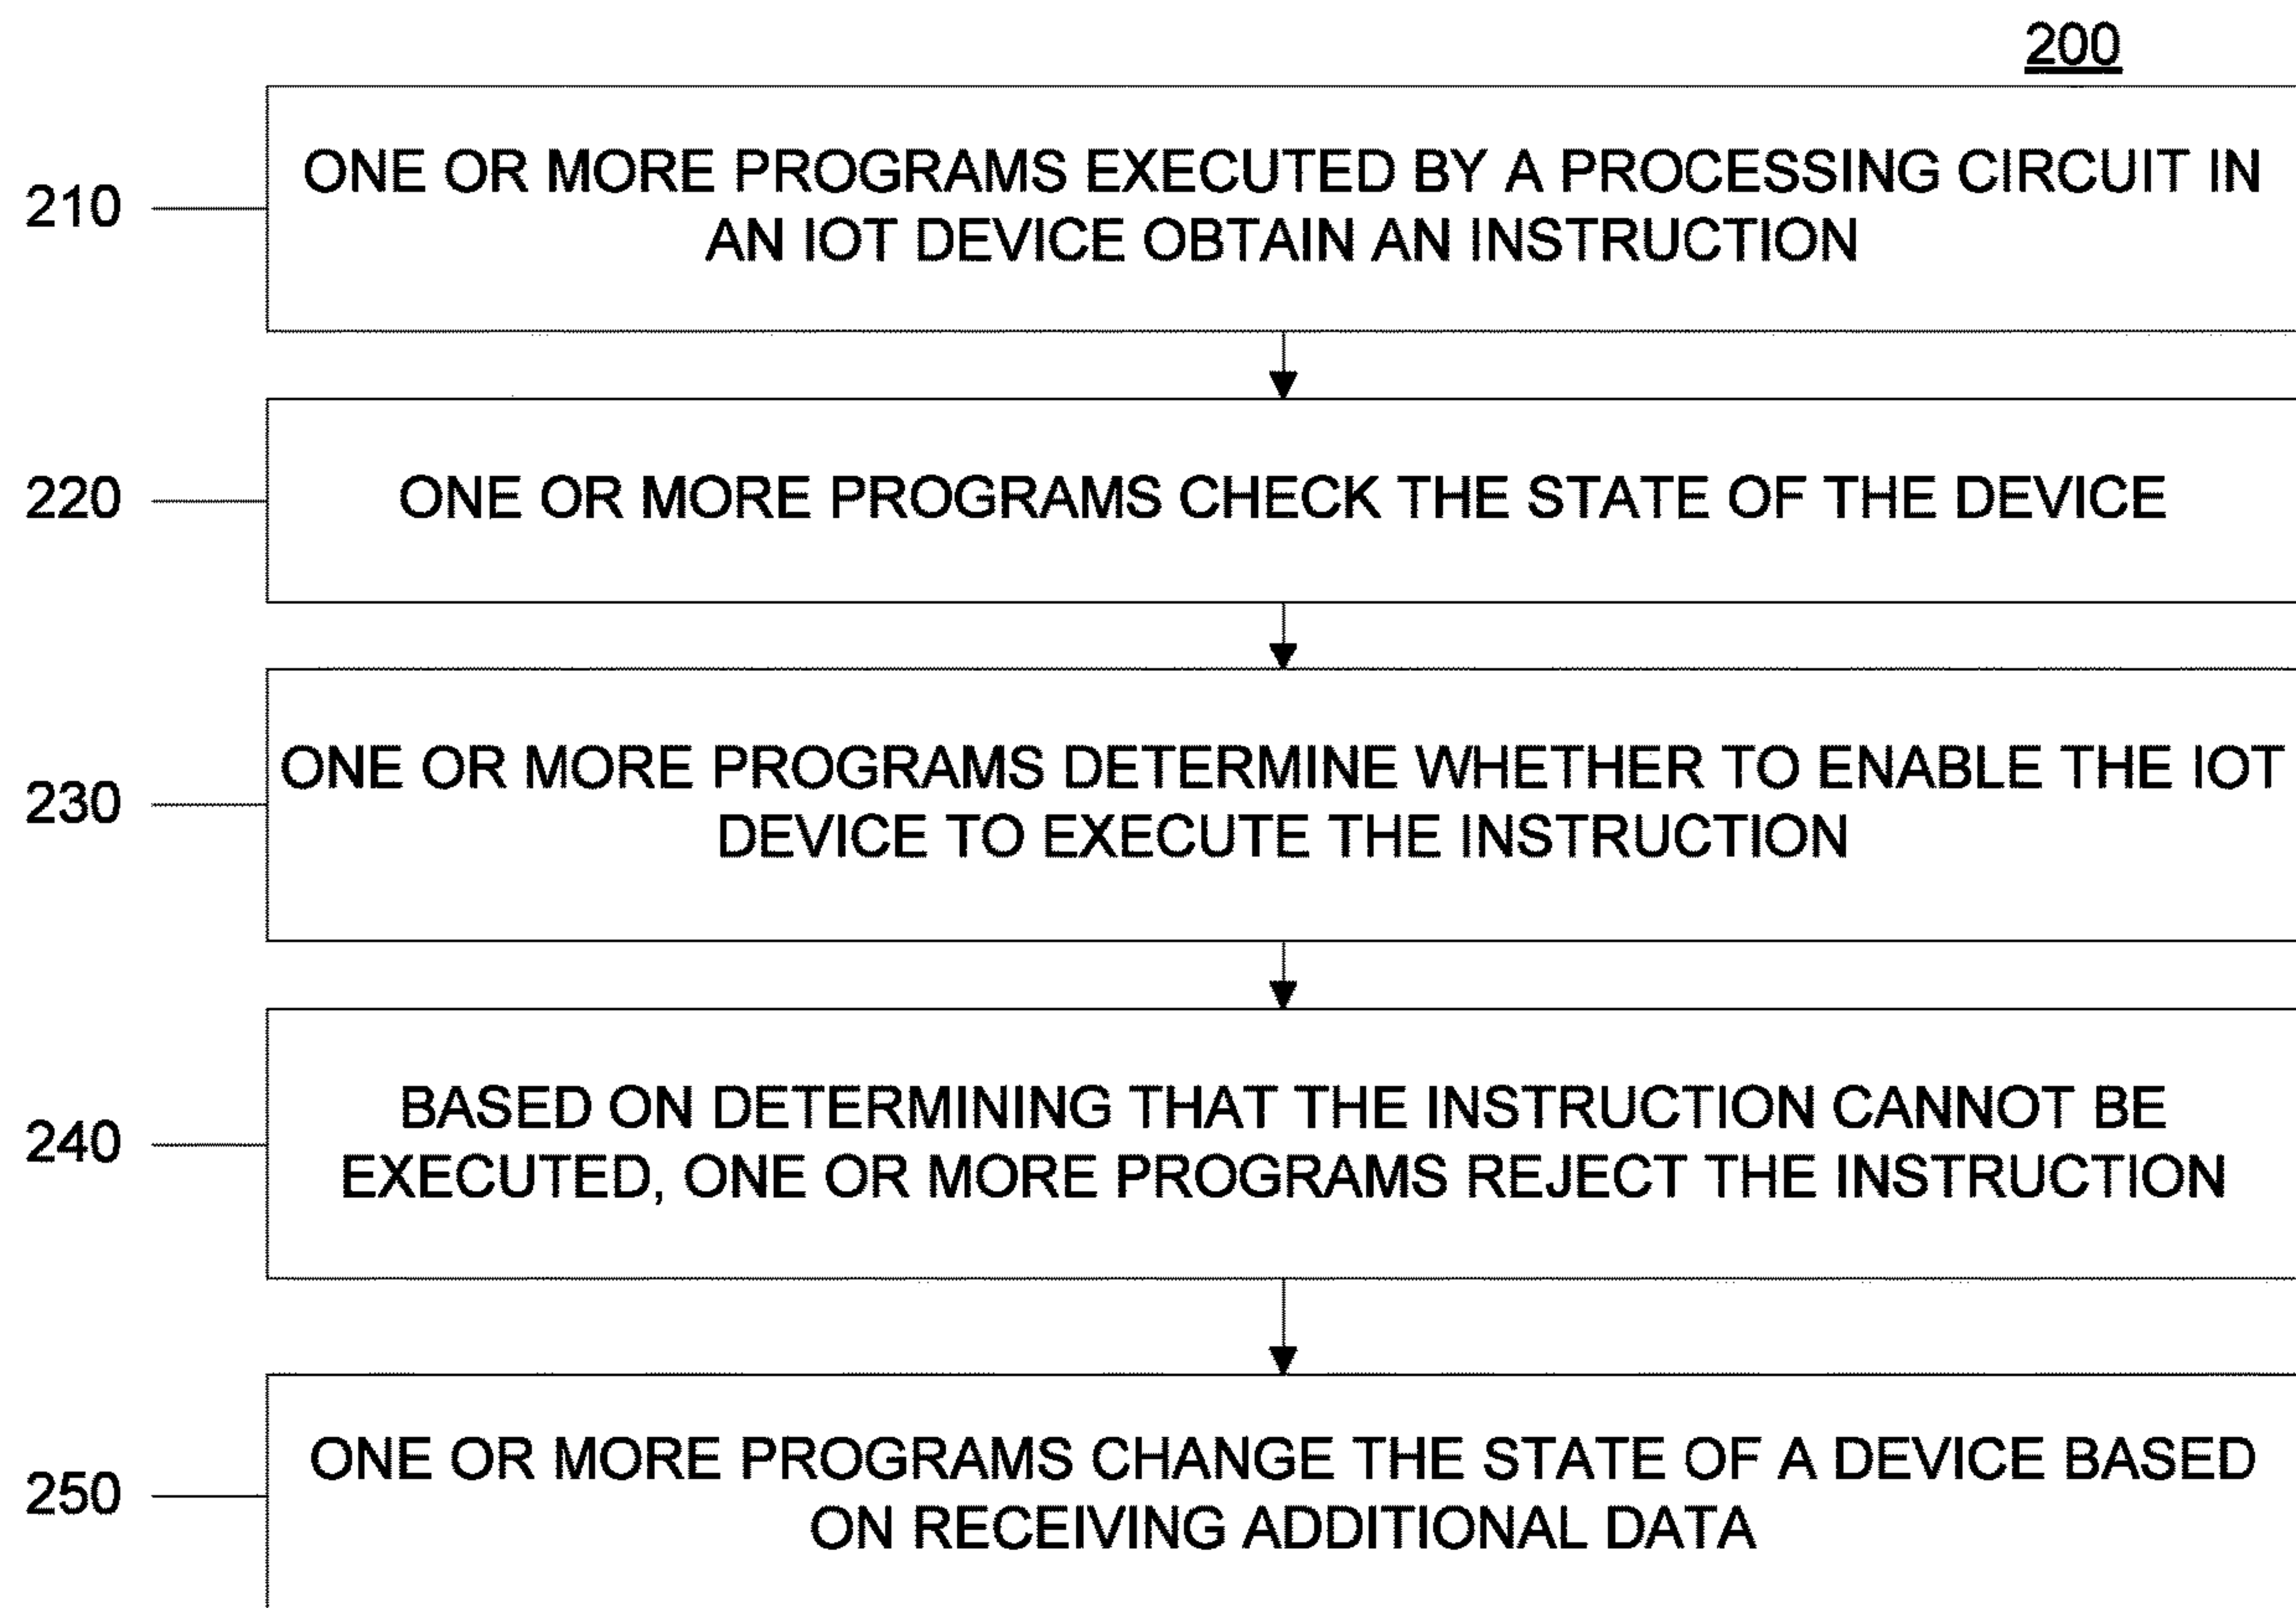 200
210
ONE OR MORE PROGRAMS EXECUTED BY A PROCESSING CIRCUIT IN
AN IOT DEVICE OBTAIN AN INSTRUCTION
220
ONE OR MORE PROGRAMS CHECK THE STATE OF THE DEVICE
230
ONE OR MORE PROGRAMS DETERMINE WHETHER TO ENABLE THE IOT
DEVICE TO EXECUTE THE INSTRUCTION
240
BASED ON DETERMINING THAT THE INSTRUCTION CANNOT BE
EXECUTED, ONE OR MORE PROGRAMS REJECT THE INSTRUCTION
250
ONE OR MORE PROGRAMS CHANGE THE STATE OF A DEVICE BASED
ON RECEIVING ADDITIONAL DATA